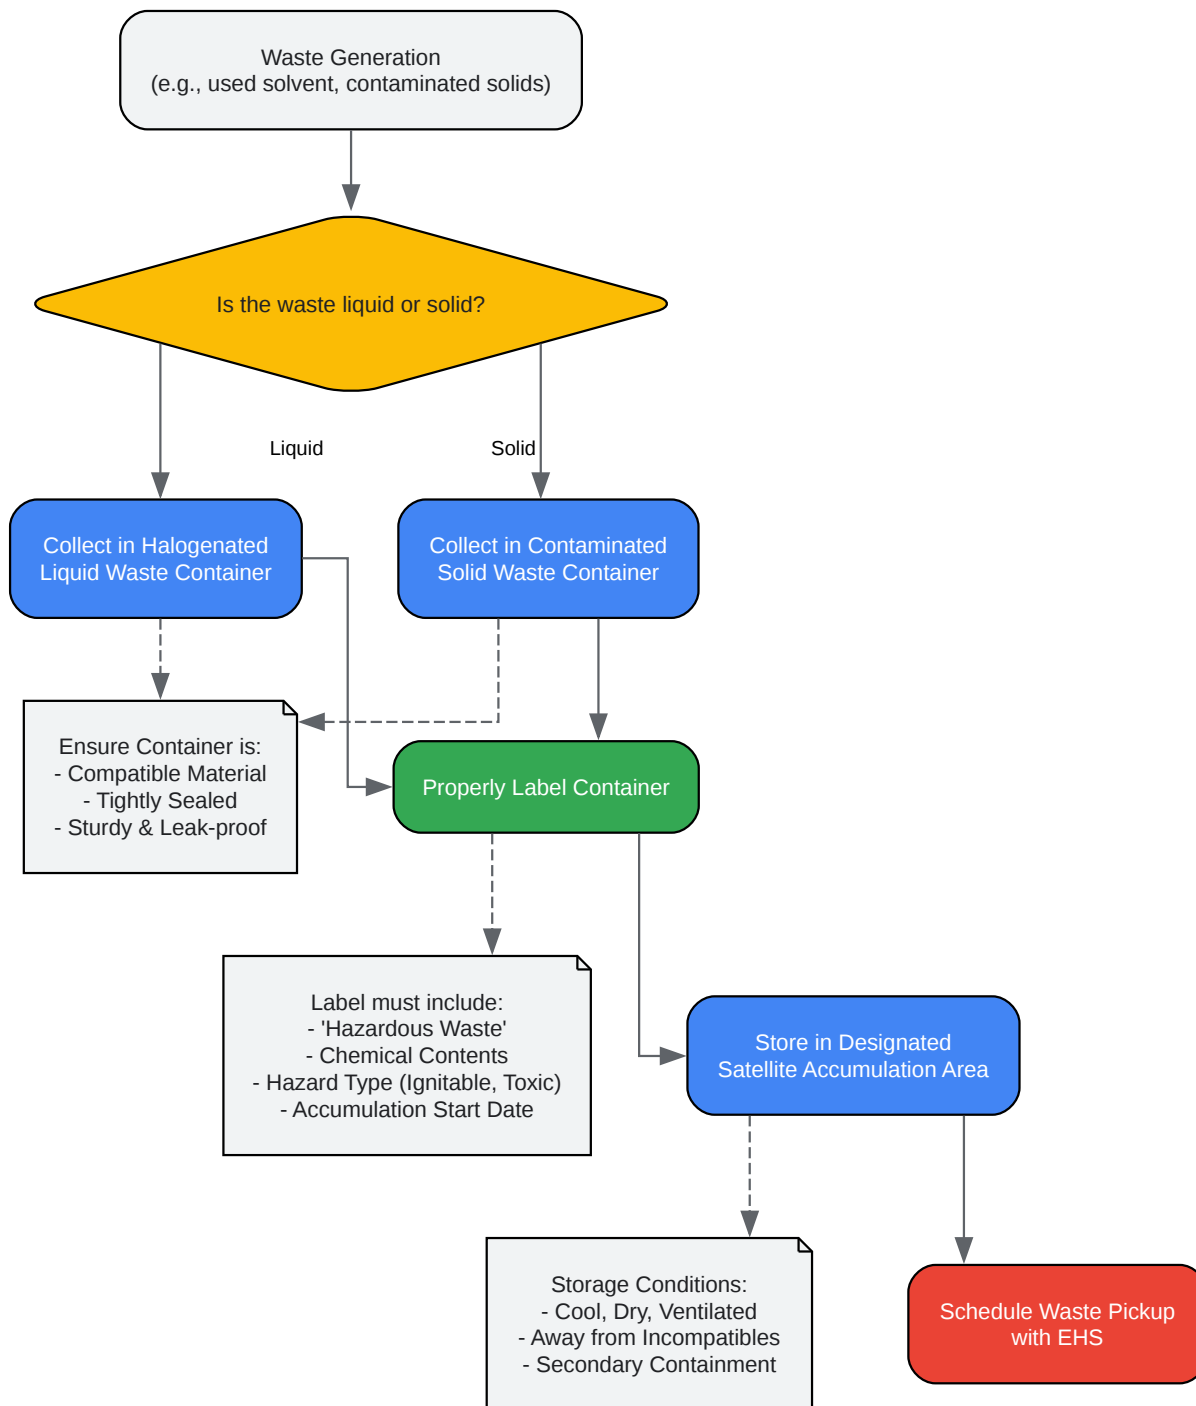 Waste Generation
(e.g., used solvent, contaminated solids)
Is the waste liquid or solid?
Liquid
Solid
Collect in Halogenated
Liquid Waste Container
Collect in Contaminated
Solid Waste Container
Ensure Container is:
- Compatible Material
- Tightly Sealed
- Sturdy & Leak-proof
Properly Label Container
Label must include:
- 'Hazardous Waste'
- Chemical Contents
- Hazard Type (Ignitable, Toxic)
- Accumulation Start Date
Store in Designated
Satellite Accumulation Area
Storage Conditions:
- Cool, Dry, Ventilated
- Away from Incompatibles
- Secondary Containment
Schedule Waste Pickup
with EHS